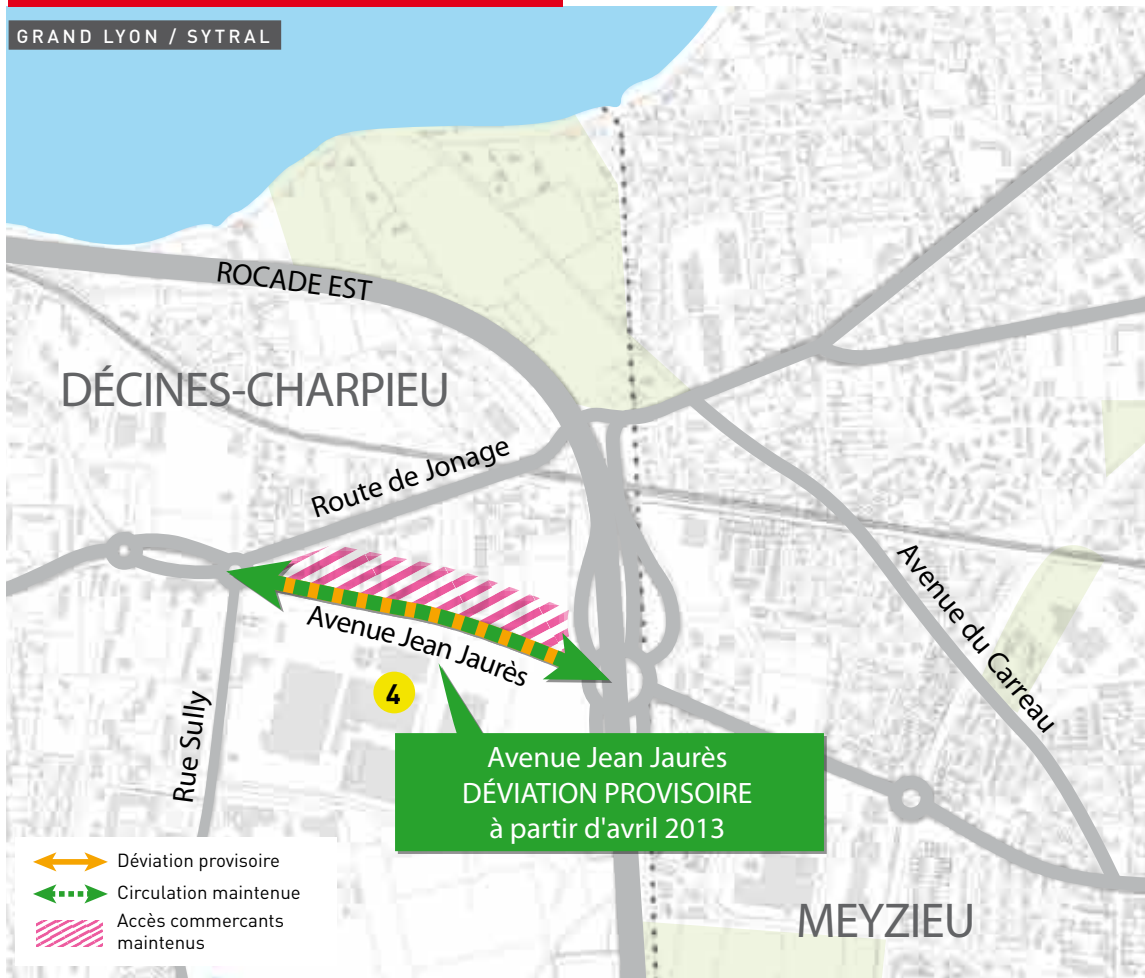 GRAND LYON / SYTRAL
ROCADE EST
DÉCINES-CHARPIEU
Route de Jonage
Avenue du Carreau
Avenue Jean Jaurès
4
Rue Sully
Avenue Jean Jaurès
DÉVIATION PROVISOIRE
à partir d'avril 2013
Déviation provisoire
Circulation maintenue
Accès commercants
maintenus
MEYZIEU